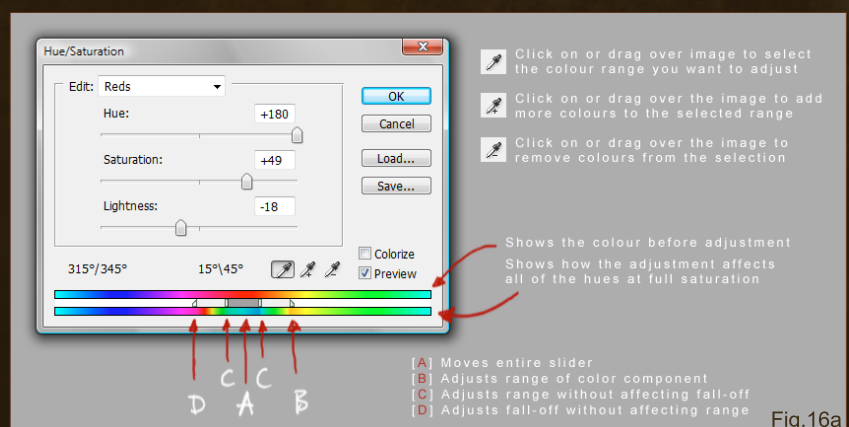 Hue/Saturation
Edit: Reds
Hue: +180
Saturation: +49
Lightness: -18
315°/345° 15°\45°
OK
Cancel
Load...
Save...
Colorize
Preview
Click on or drag over image to select
the colour range you want to adjust
Click on or drag over the image to add
more colours to the selected range
Click on or drag over the image to
remove colours from the selection
Shows the colour before adjustment
Shows how the adjustment affects
all of the hues at full saturation
D C A C B
[A] Moves entire slider
[B] Adjusts range of color component
[C] Adjusts range without affecting fall-off
[D] Adjusts fall-off without affecting range
Fig.16a